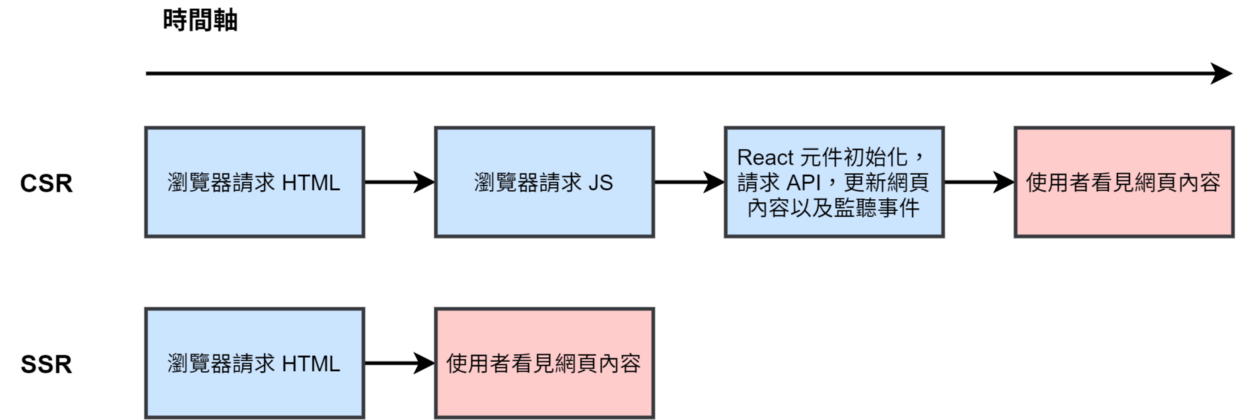 時間軸
CSR
瀏覽器請求 HTML
瀏覽器請求 JS
React 元件初始化，
請求 API，更新網頁
內容以及監聽事件
使用者看見網頁內容
SSR
瀏覽器請求 HTML
使用者看見網頁內容